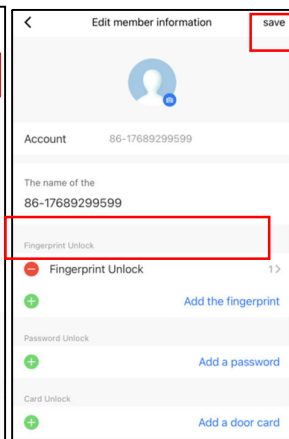 Edit member information save
Account 86-17689299599
The name of the
86-17689299599
Fingerprint Unlock
Fingerprint Unlock 1
Add the fingerprint
Password Unlock
Add a password
Card Unlock
Add a door card